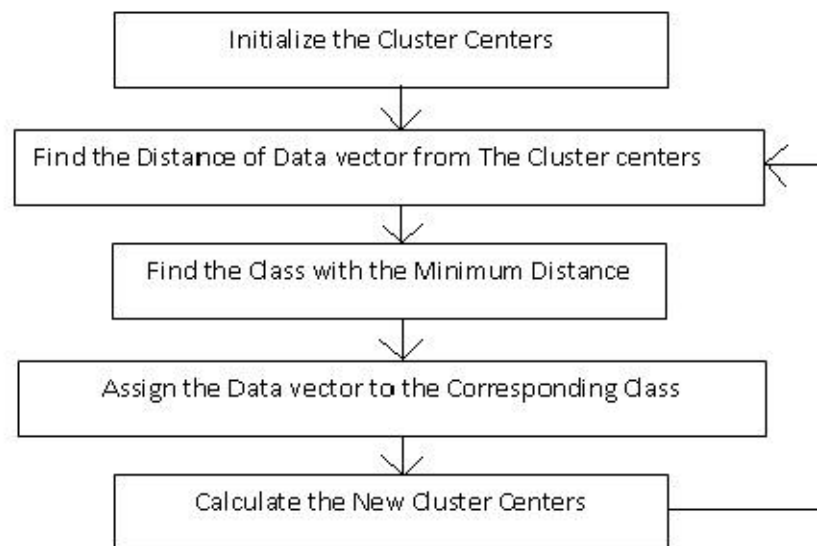 Initialize the Cluster Centers
Find the Distance of Data vector from The Cluster centers
Find the Class with the Minimum Distance
Assign the Data vector to the Corresponding Class
Calculate the New Cluster Centers